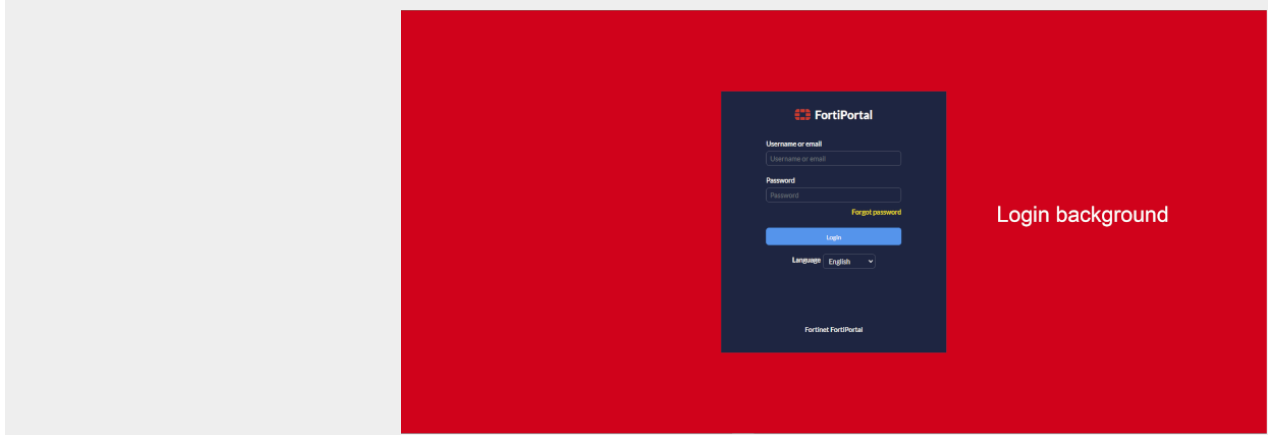 FortiPortal
Username or email
Username or email
Password
Password
Forgot password
Login background
Login
Language English
Fortinet FortiPortal